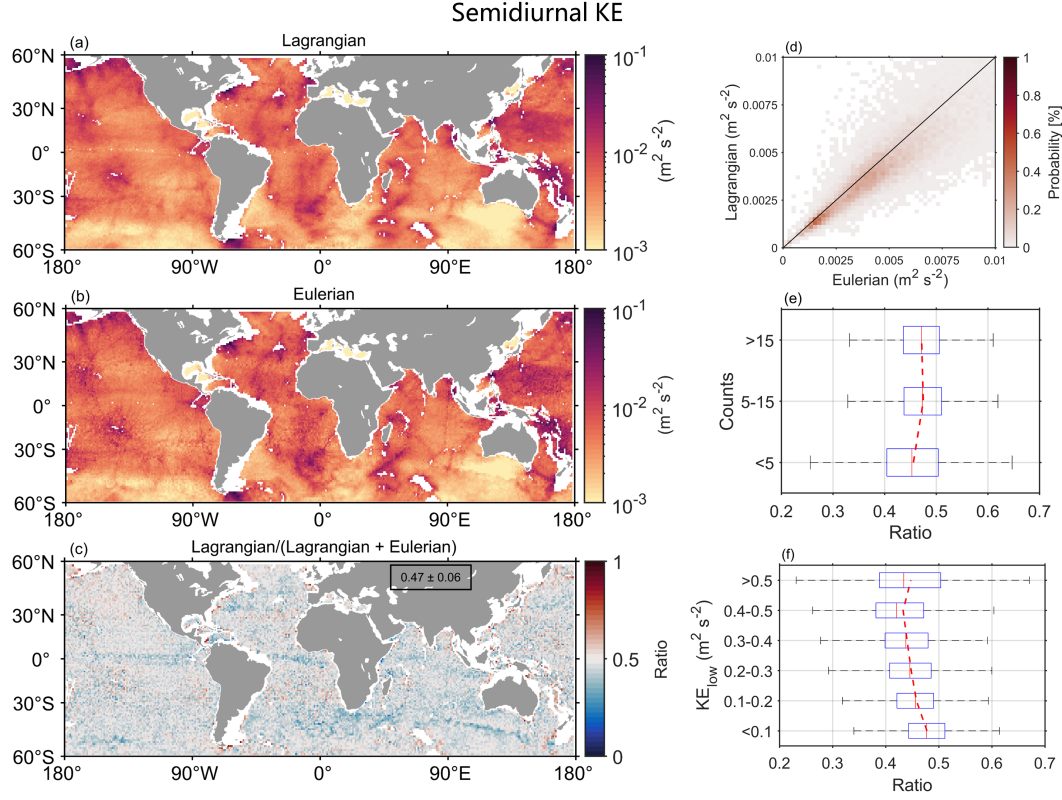 Semidiurnal KE
(a)
Lagrangian
60°N
30°N
0°
30°S
60°S
180°
90°W
0°
90°E
180°
10⁻¹
10⁻²
10⁻³
(m² s⁻²)
(b)
Eulerian
60°N
30°N
0°
30°S
60°S
180°
90°W
0°
90°E
180°
10⁻¹
10⁻²
10⁻³
(m² s⁻²)
(c)
Lagrangian/(Lagrangian + Eulerian)
0.47 ± 0.06
60°N
30°N
0°
30°S
60°S
180°
90°W
0°
90°E
180°
1
0.5
0
Ratio
(d)
0.01
0.0075
0.005
0.0025
0
Lagrangian (m² s⁻²)
0
0.0025
0.005
0.0075
0.01
Eulerian (m² s⁻²)
1
0.8
0.6
0.4
0.2
0
Probability [%]
(e)
>15
5-15
<5
Counts
0.2
0.3
0.4
0.5
0.6
0.7
Ratio
(f)
>0.5
0.4-0.5
0.3-0.4
0.2-0.3
0.1-0.2
<0.1
KE_low (m² s⁻²)
0.2
0.3
0.4
0.5
0.6
0.7
Ratio